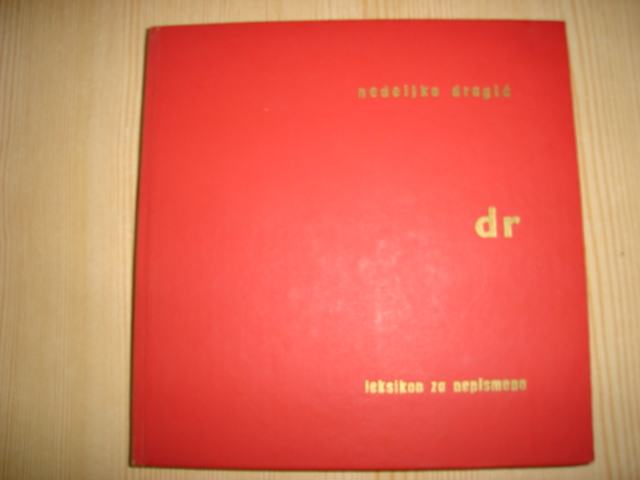 nedeljko dragić
dr
leksikon za nepismene